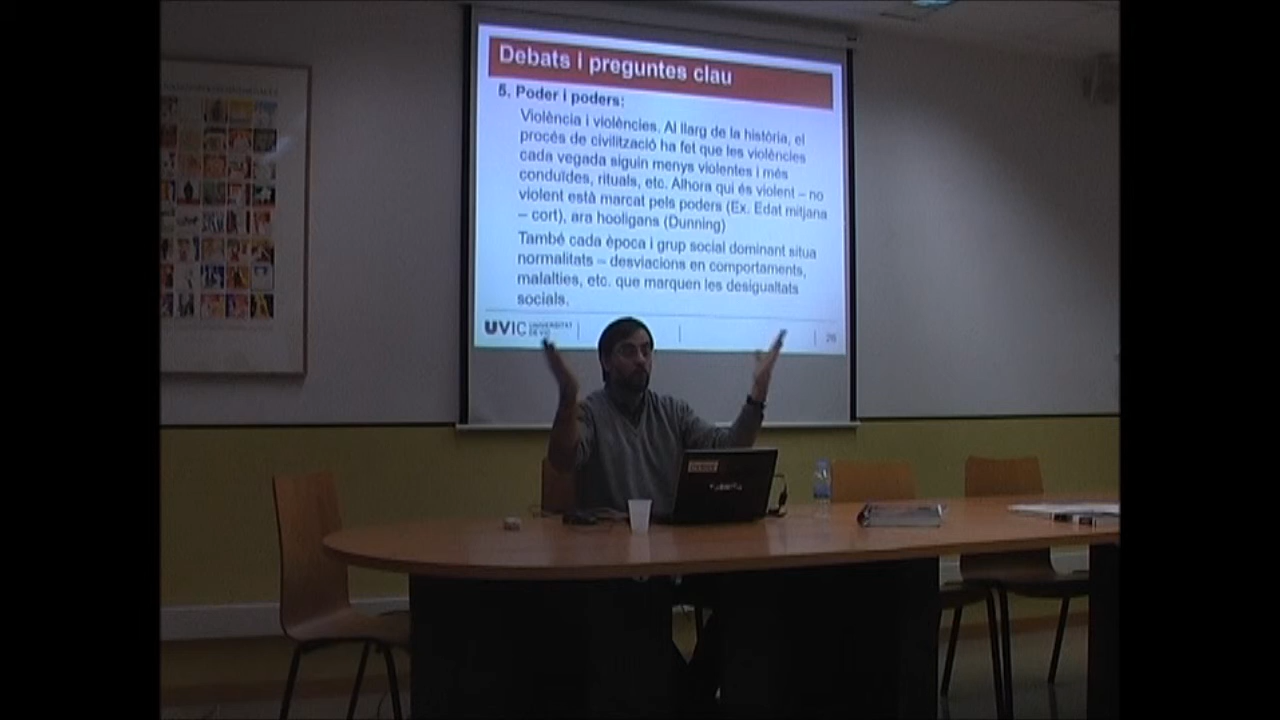 Debats i preguntes clau
5. Poder i poders:
Violència i violències. Al llarg de la història, el
procés de civilització ha fet que les violències
cada vegada siguin menys violentes i més
conduïdes, rituals, etc. Alhora qui és violent – no
violent està marcat pels poders (Ex. Edat mitjana
– cort), ara hooligans (Dunning)
També cada època i grup social dominant situa
normalitats – desviacions en comportaments,
malalties, etc. que marquen les desigualtats
socials.
UVIC UNIVERSITAT
DE VIC